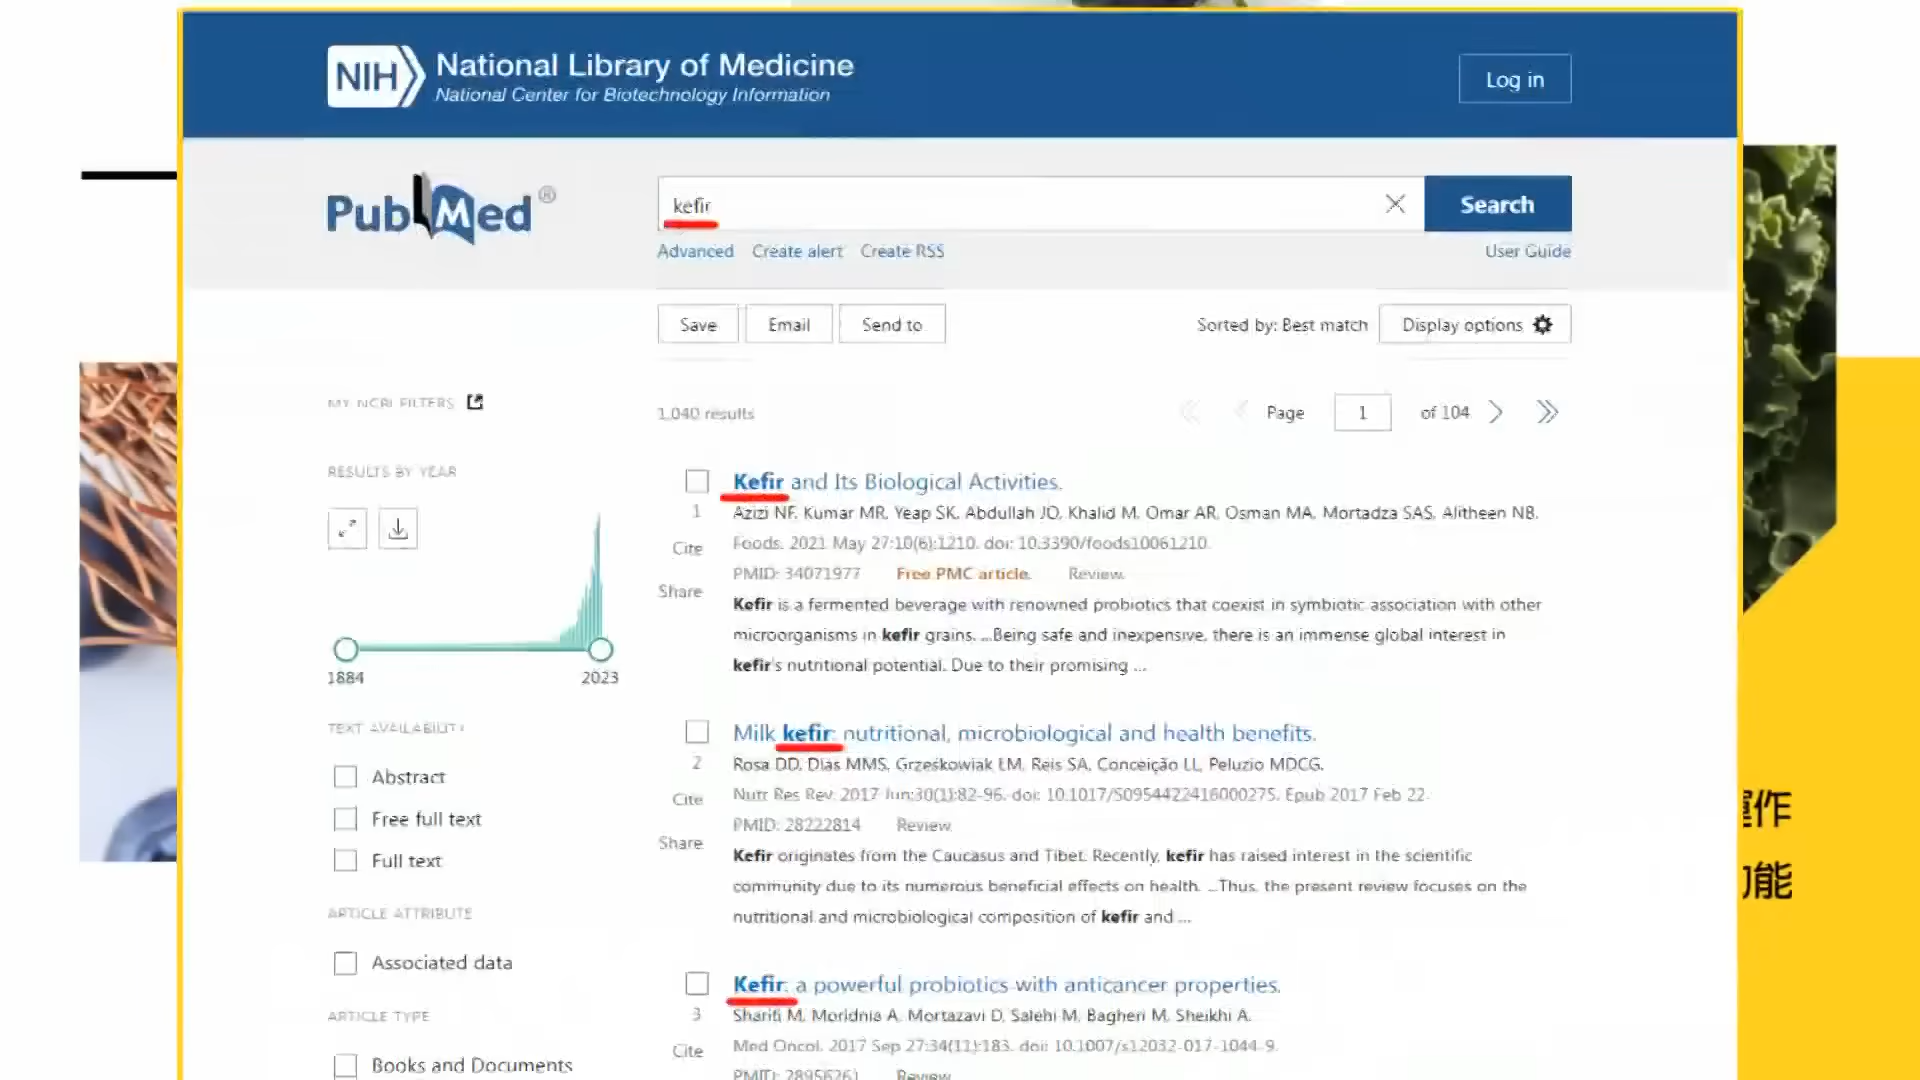 NIH National Library of Medicine
National Center for Biotechnology Information
Log in
PubMed®
kefir
Search
Advanced Create alert Create RSS
User Guide
Save Email Send to
Sorted by: Best match Display options
MY NCBI FILTERS
1,040 results
Page 1 of 104
RESULTS BY YEAR
1884 2023
TEXT AVAILABILITY
Abstract
Free full text
Full text
ARTICLE ATTRIBUTE
Associated data
ARTICLE TYPE
Books and Documents
Kefir and Its Biological Activities.
1
Azizi NF, Kumar MR, Yeap SK, Abdullah JO, Khalid M, Omar AR, Osman MA, Mortadza SAS, Alitheen NB.
Cite
Foods. 2021 May 27;10(6):1210. doi: 10.3390/foods10061210.
PMID: 34071977 Free PMC article. Review.
Share
Kefir is a fermented beverage with renowned probiotics that coexist in symbiotic association with other
microorganisms in kefir grains. ...Being safe and inexpensive, there is an immense global interest in
kefir's nutritional potential. Due to their promising ...
Milk kefir: nutritional, microbiological and health benefits.
2
Rosa DD, Dias MMS, Grześkowiak ŁM, Reis SA, Conceição LL, Peluzio MDCG.
Cite
Nutr Res Rev. 2017 Jun;30(1):82-96. doi: 10.1017/S0954422416000275. Epub 2017 Feb 22.
PMID: 28222814 Review.
Share
Kefir originates from the Caucasus and Tibet. Recently, kefir has raised interest in the scientific
community due to its numerous beneficial effects on health. ...Thus, the present review focuses on the
nutritional and microbiological composition of kefir and ...
Kefir: a powerful probiotics with anticancer properties.
3
Sharifi M, Moridnia A, Mortazavi D, Salehi M, Bagheri M, Sheikhi A.
Cite
Med Oncol. 2017 Sep 27;34(11):183. doi: 10.1007/s12032-017-1044-9.
PMID: 28956261 Review.
作
能